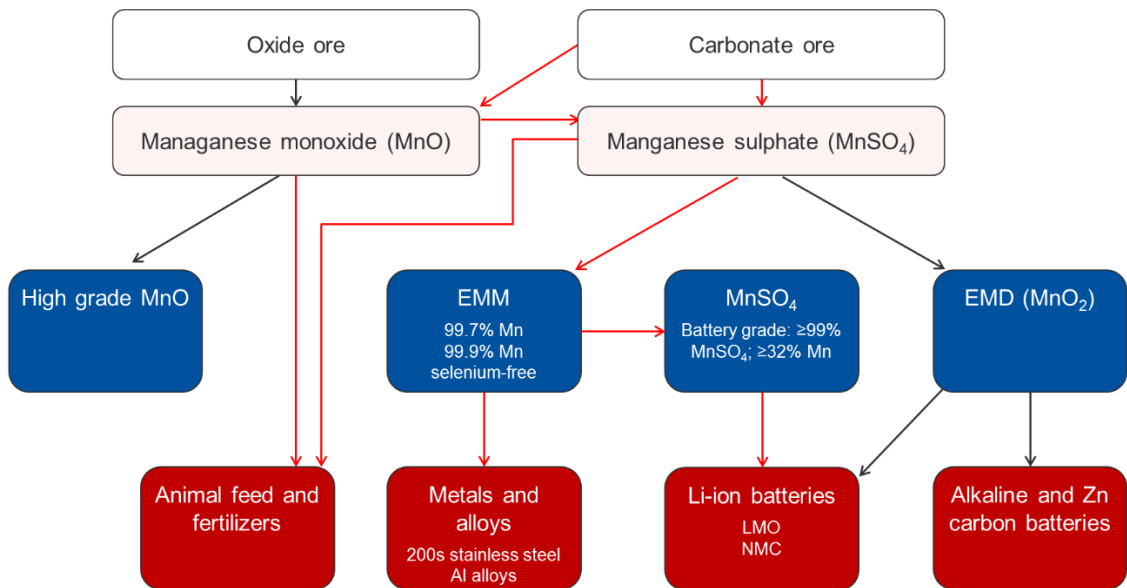 Oxide ore
Carbonate ore
Managanese monoxide (MnO)
Manganese sulphate (MnSO₄)
High grade MnO
EMM
99.7% Mn
99.9% Mn
selenium-free
MnSO₄
Battery grade: ≥99%
MnSO₄; ≥32% Mn
EMD (MnO₂)
Animal feed and
fertilizers
Metals and
alloys
200s stainless steel
Al alloys
Li-ion batteries
LMO
NMC
Alkaline and Zn
carbon batteries